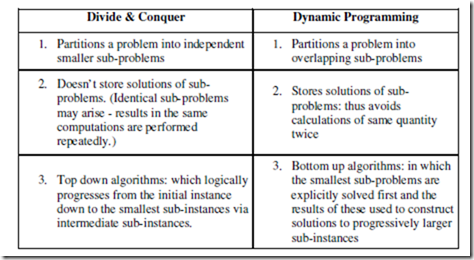 Divide & Conquer
Dynamic Programming
1. Partitions a problem into independent
smaller sub-problems
1. Partitions a problem into
overlapping sub-problems
2. Doesn't store solutions of sub-
problems. (Identical sub-problems
may arise - results in the same
computations are performed
repeatedly.)
2. Stores solutions of sub-
problems: thus avoids
calculations of same quantity
twice
3. Top down algorithms: which logically
progresses from the initial instance
down to the smallest sub-instances via
intermediate sub-instances.
3. Bottom up algorithms: in which
the smallest sub-problems are
explicitly solved first and the
results of these used to construct
solutions to progressively larger
sub-instances